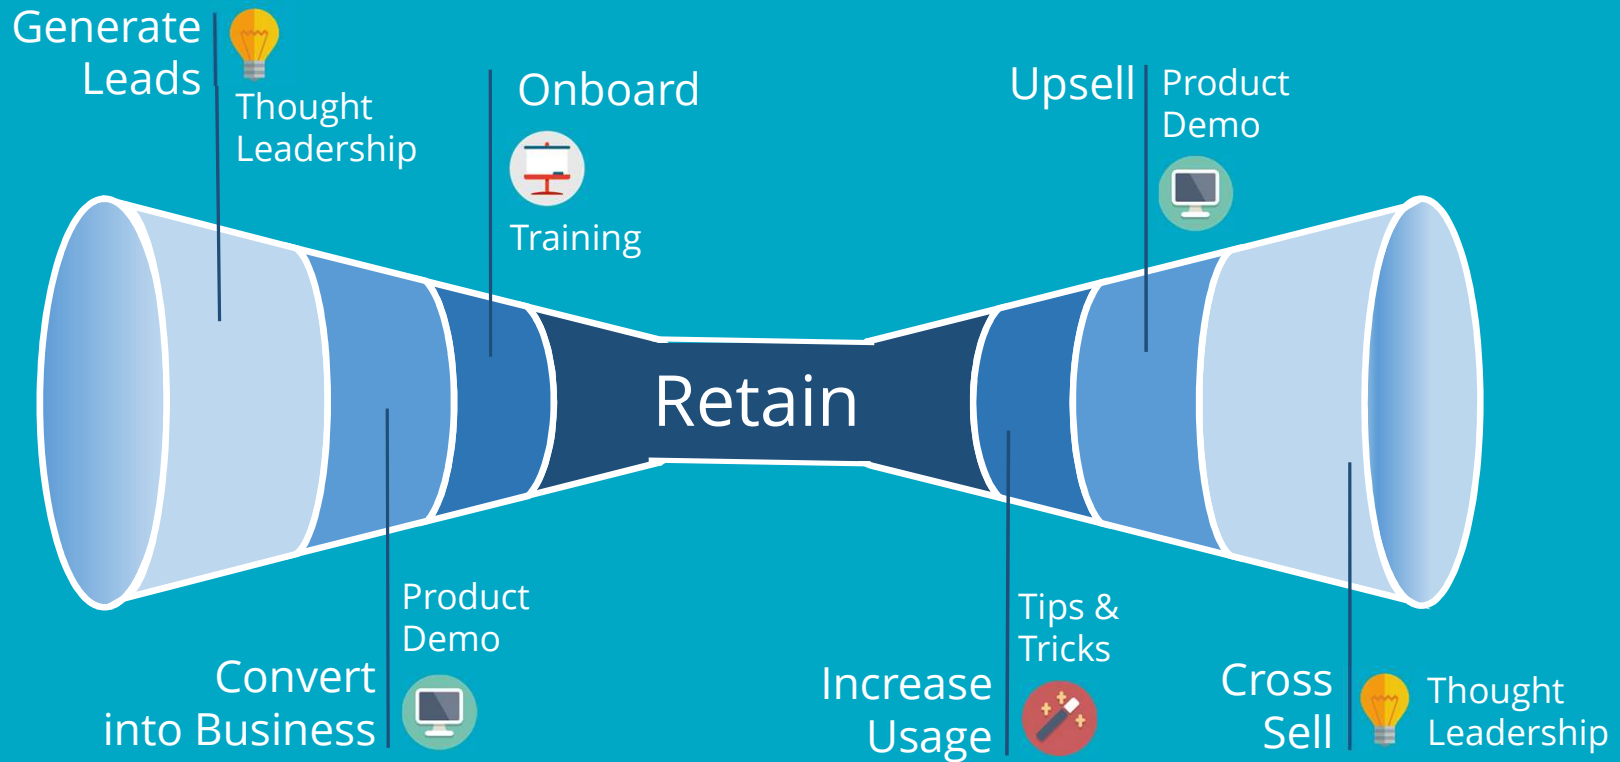 Generate
Leads
Thought
Leadership
Onboard
Training
Upsell
Product
Demo
Retain
Product
Demo
Convert
into Business
Tips &
Tricks
Increase
Usage
Cross
Sell
Thought
Leadership